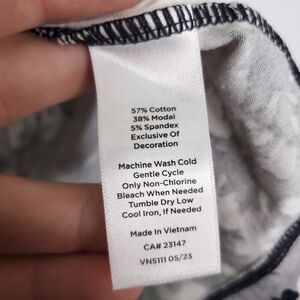 57% Cotton
38% Modal
5% Spandex
Exclusive Of
Decoration
Machine Wash Cold
Gentle Cycle
Only Non-Chlorine
Bleach When Needed
Tumble Dry Low
Cool Iron, If Needed
Made In Vietnam
CA# 23147
VN5111 05/23